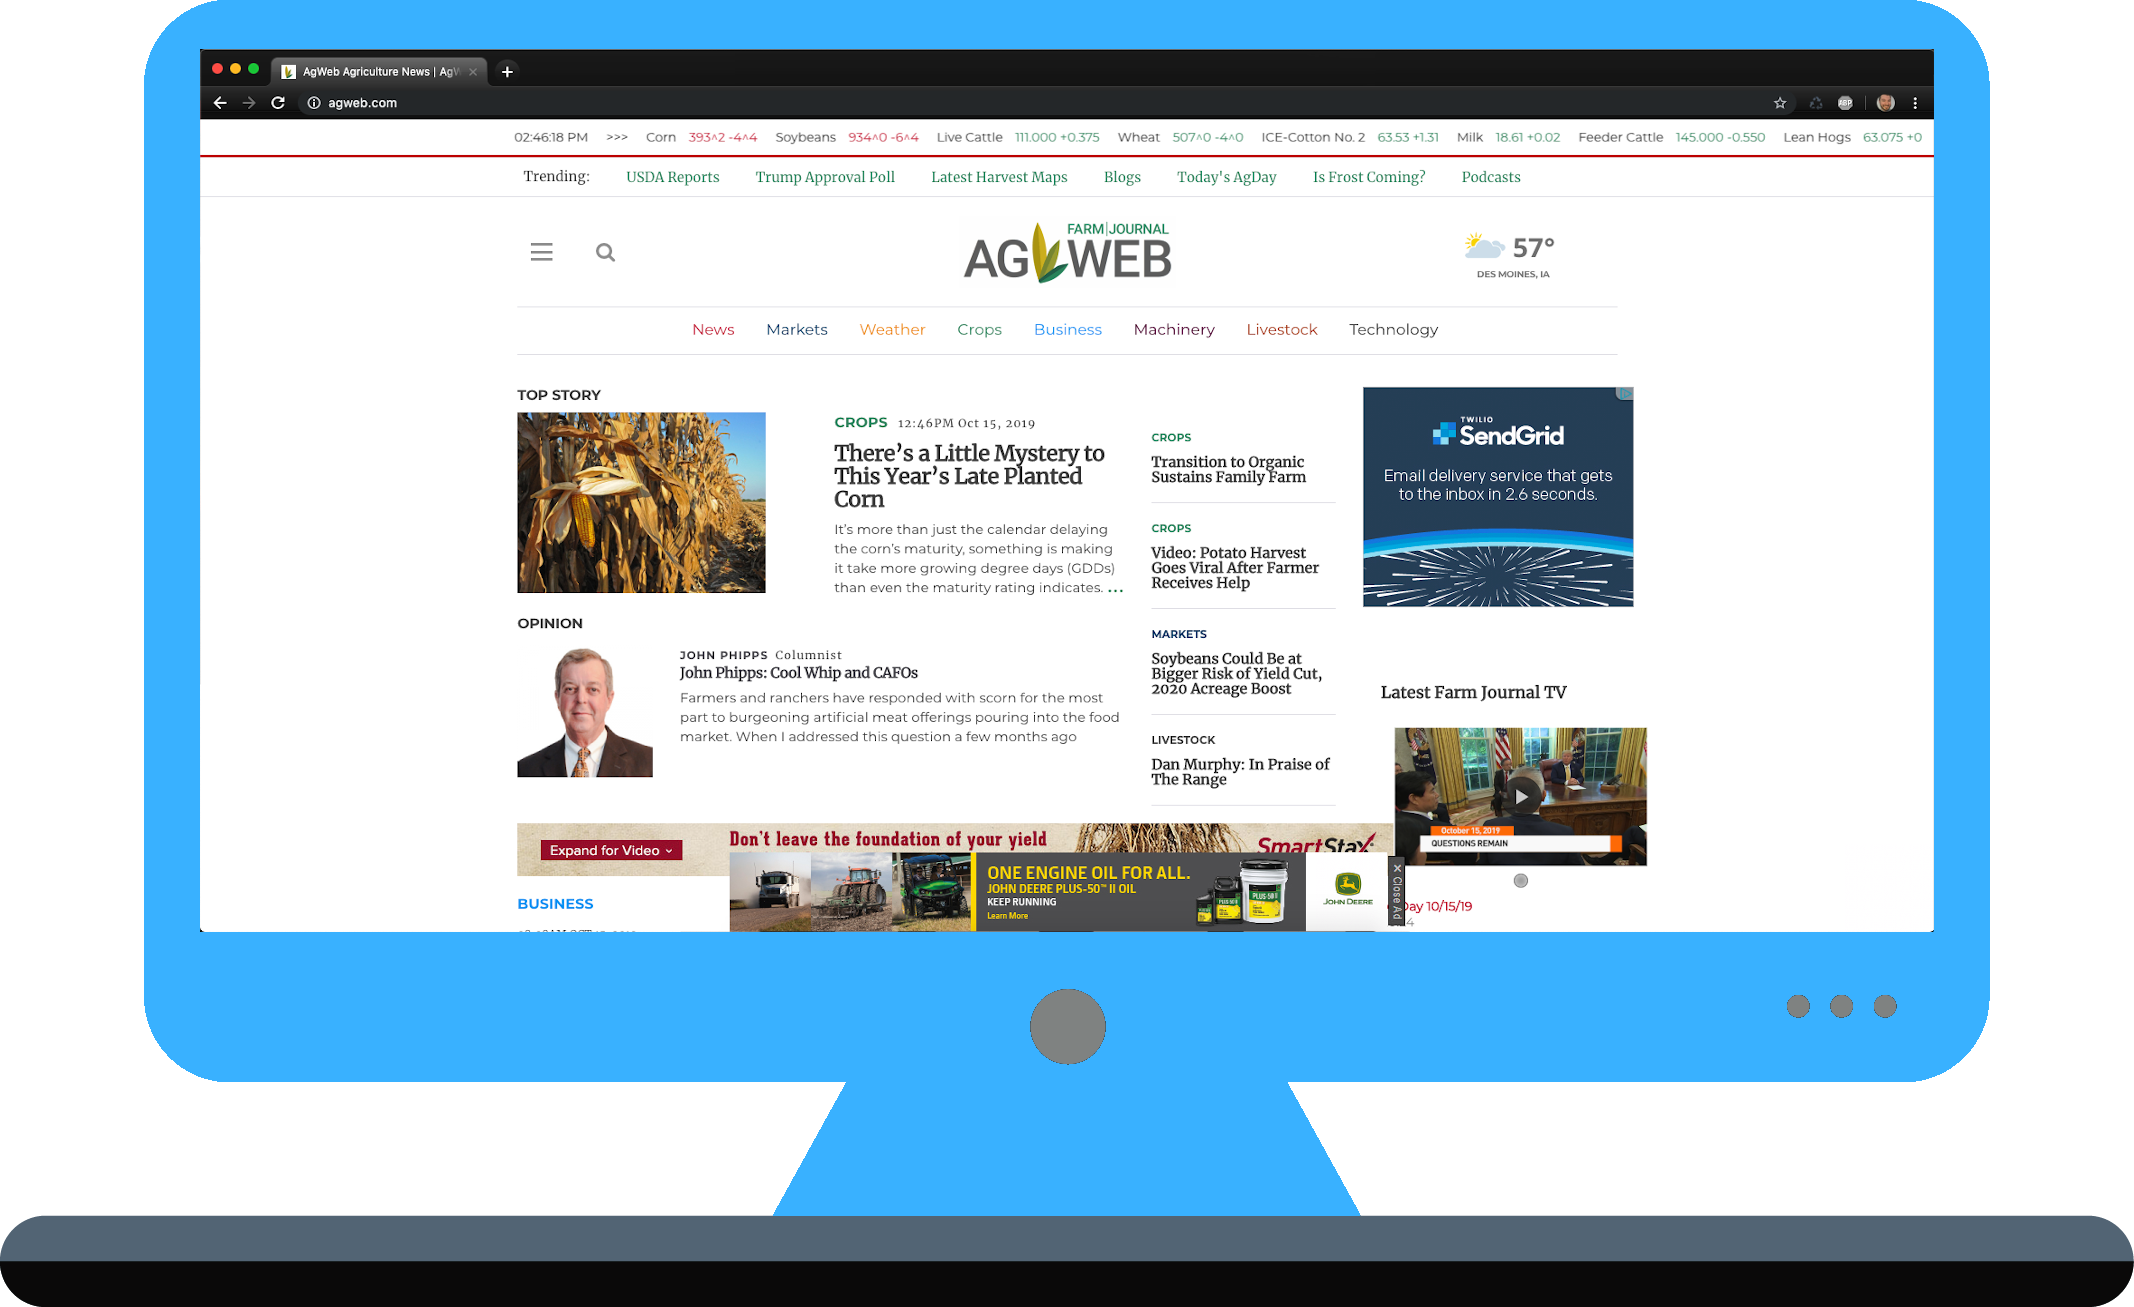 AgWeb Agriculture News | AgW
agweb.com
02:46:18 PM >>> Corn 393^2 -4^4 Soybeans 934^0 -6^4 Live Cattle 111.000 +0.375 Wheat 507^0 -4^0 ICE-Cotton No. 2 63.53 +1.31 Milk 18.61 +0.02 Feeder Cattle 145.000 -0.550 Lean Hogs 63.075 +0
Trending: USDA Reports Trump Approval Poll Latest Harvest Maps Blogs Today's AgDay Is Frost Coming? Podcasts
FARM|JOURNAL
AG WEB
57°
DES MOINES, IA
News Markets Weather Crops Business Machinery Livestock Technology
TOP STORY
CROPS 12:46PM Oct 15, 2019
There's a Little Mystery to
This Year's Late Planted
Corn
It's more than just the calendar delaying
the corn's maturity, something is making
it take more growing degree days (GDDs)
than even the maturity rating indicates. ...
OPINION
JOHN PHIPPS Columnist
John Phipps: Cool Whip and CAFOs
Farmers and ranchers have responded with scorn for the most
part to burgeoning artificial meat offerings pouring into the food
market. When I addressed this question a few months ago
CROPS
Transition to Organic
Sustains Family Farm
CROPS
Video: Potato Harvest
Goes Viral After Farmer
Receives Help
MARKETS
Soybeans Could Be at
Bigger Risk of Yield Cut,
2020 Acreage Boost
LIVESTOCK
Dan Murphy: In Praise of
The Range
TWILIO
SendGrid
Email delivery service that gets
to the inbox in 2.6 seconds.
Latest Farm Journal TV
October 15, 2019
QUESTIONS REMAIN
Day 10/15/19
Expand for Video
Don't leave the foundation of your yield
SmartStax
ONE ENGINE OIL FOR ALL.
JOHN DEERE PLUS-50™ II OIL
KEEP RUNNING
Learn More
PLUS-50 II
JOHN DEERE
× Close Ad
BUSINESS